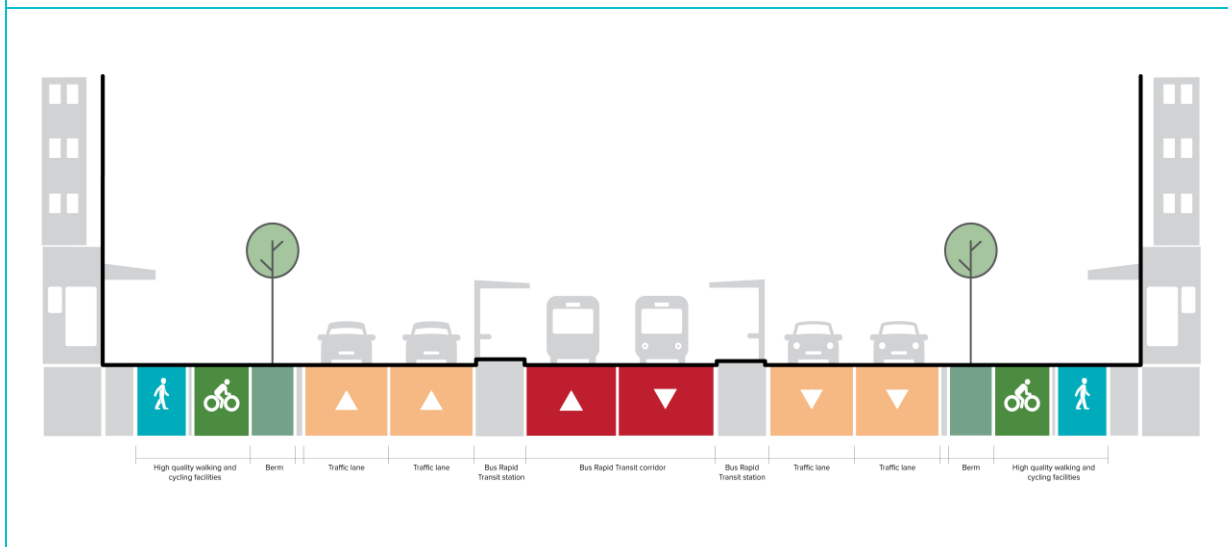 High quality walking and
cycling facilities
Berm
Traffic lane
Traffic lane
Bus Rapid
Transit station
Bus Rapid Transit corridor
Bus Rapid
Transit station
Traffic lane
Traffic lane
Berm
High quality walking and
cycling facilities